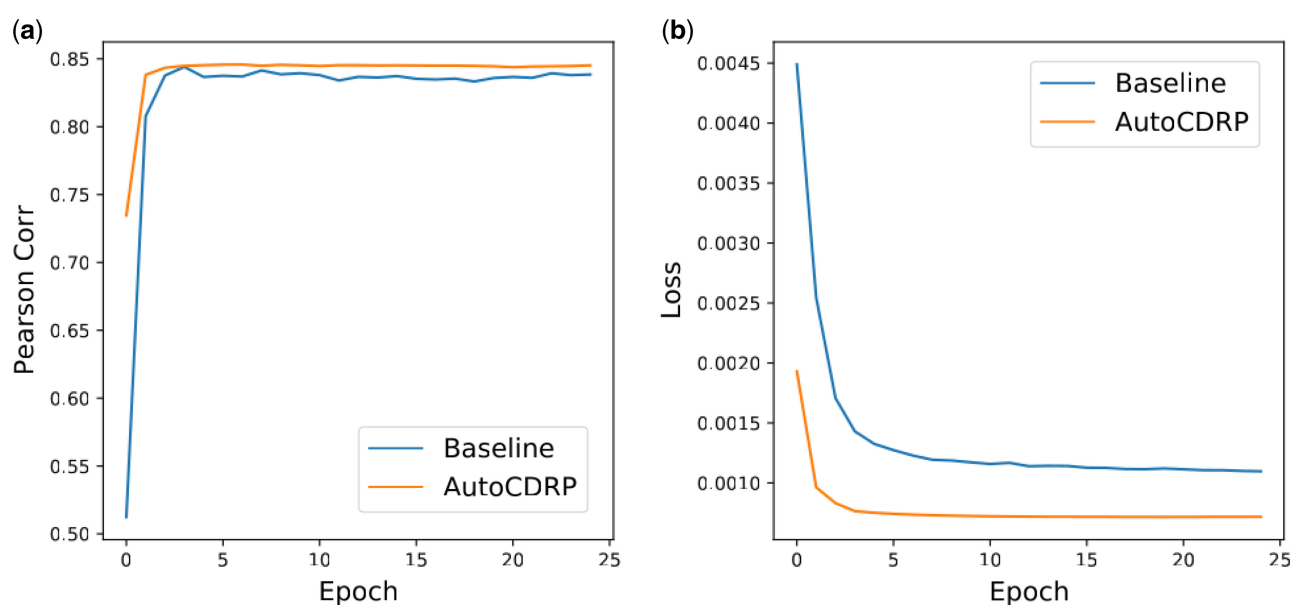 (a)
0.85
0.80
0.75
0.70
0.65
0.60
0.55
0.50
Pearson Corr
Baseline
AutoCDRP
0 5 10 15 20 25
Epoch
(b)
0.0045
0.0040
0.0035
0.0030
0.0025
0.0020
0.0015
0.0010
Loss
Baseline
AutoCDRP
0 5 10 15 20 25
Epoch